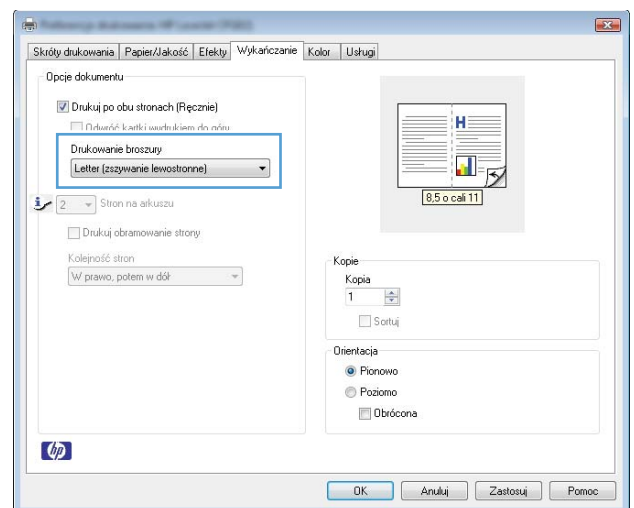 Skróty drukowania Papier/Jakość Efekty Wykańczanie Kolor Usługi
Opcje dokumentu
Drukuj po obu stronach (Ręcznie)
Odwróć kartki wydrukiem do góry
Drukowanie broszury
Letter (zszywanie lewostronne)
2 Stron na arkuszu
Drukuj obramowanie strony
Kolejność stron
W prawo, potem w dół
H
8,5 o cali 11
Kopie
Kopia
1
Sortuj
Orientacja
Pionowo
Poziomo
Obrócona
hp
OK Anuluj Zastosuj Pomoc